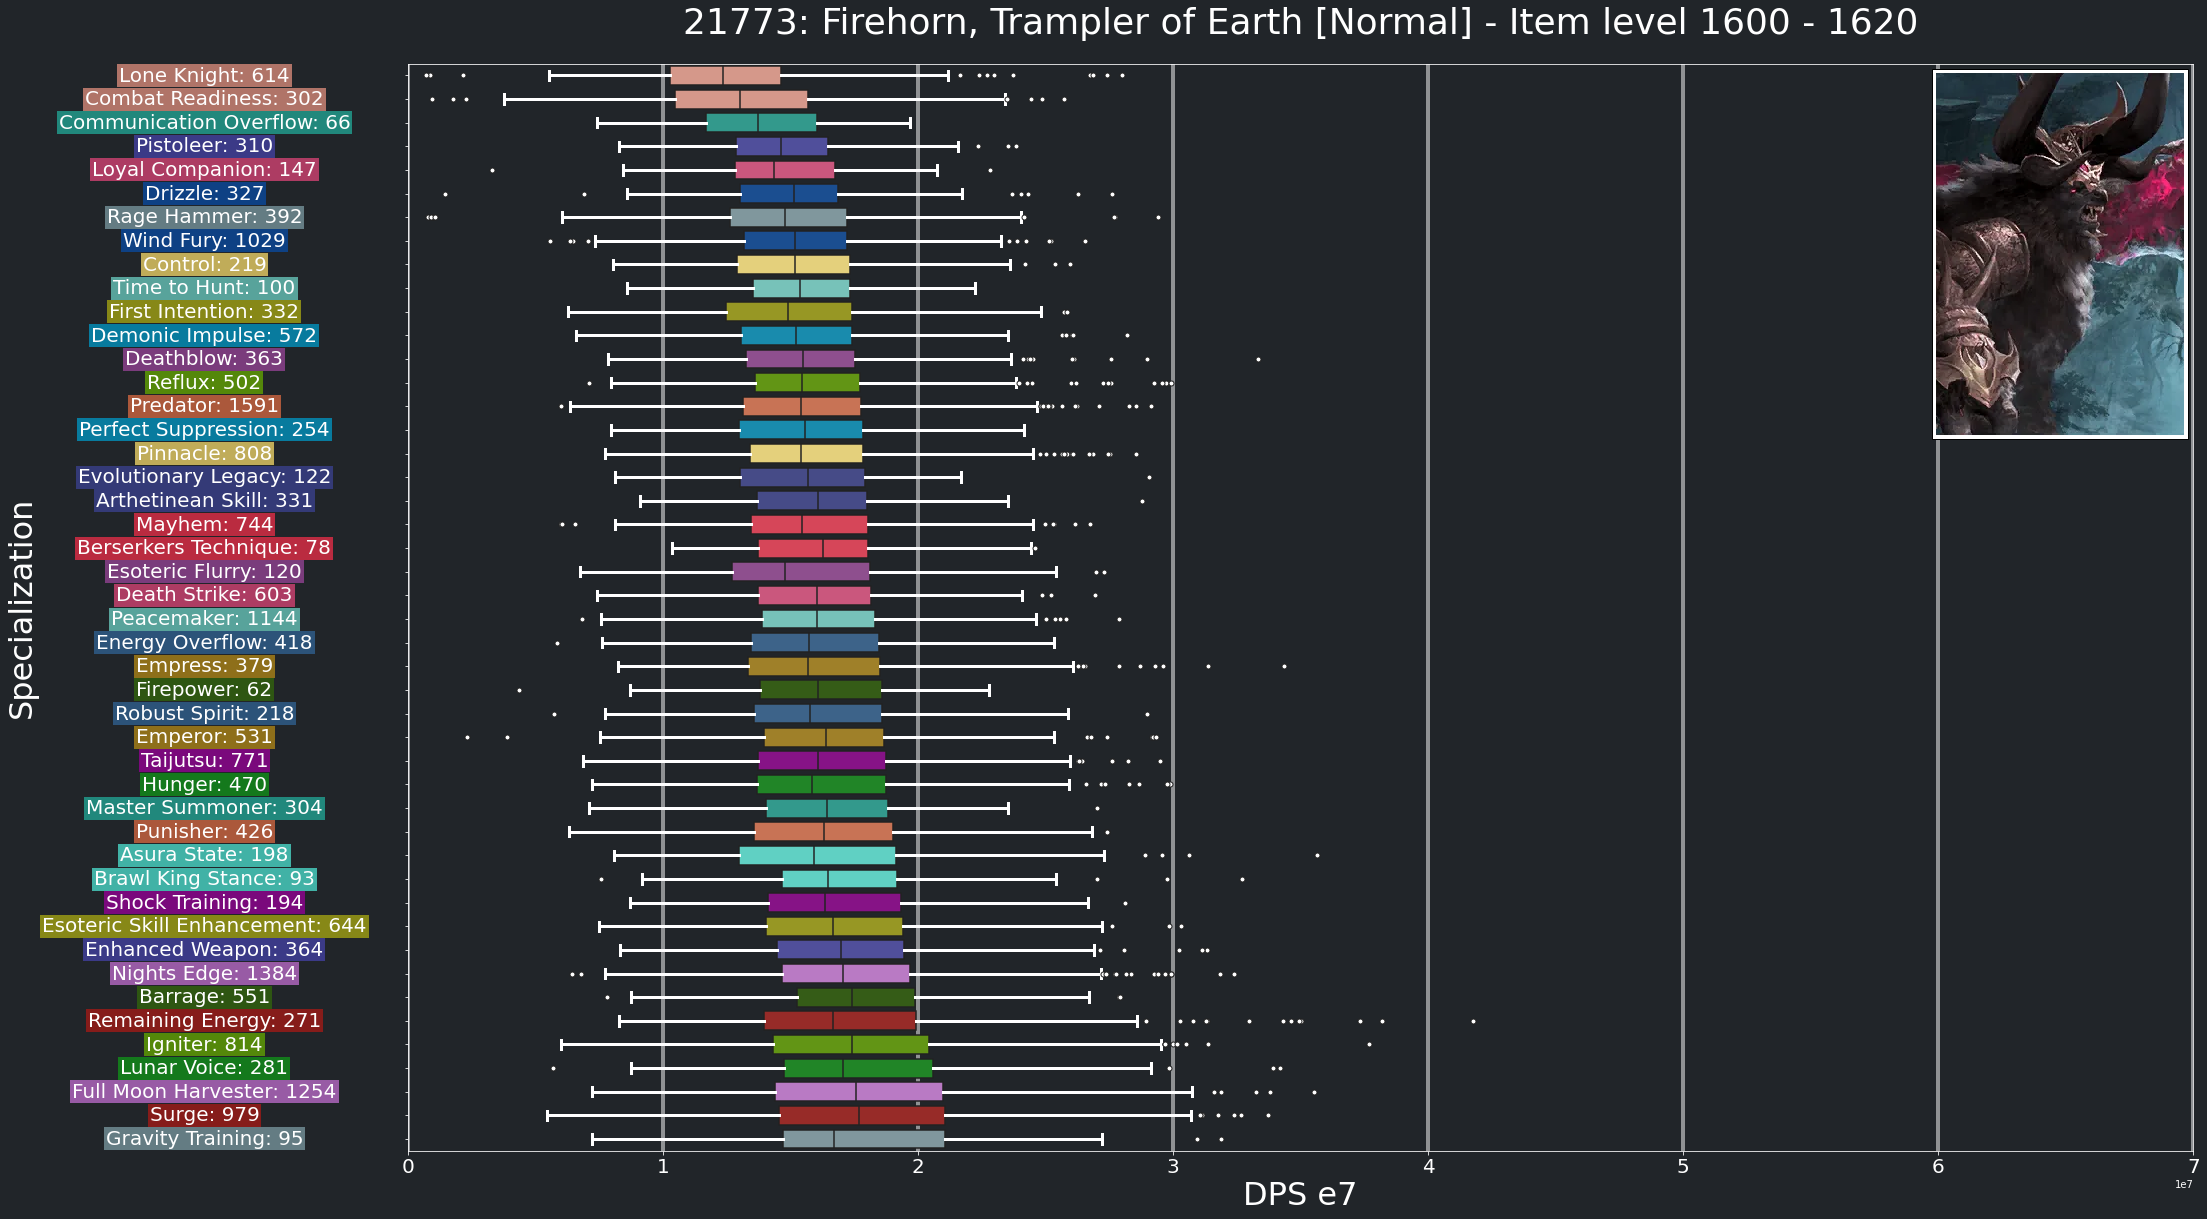 21773: Firehorn, Trampler of Earth [Normal] - Item level 1600 - 1620
Specialization
Lone Knight: 614
Combat Readiness: 302
Communication Overflow: 66
Pistoleer: 310
Loyal Companion: 147
Drizzle: 327
Rage Hammer: 392
Wind Fury: 1029
Control: 219
Time to Hunt: 100
First Intention: 332
Demonic Impulse: 572
Deathblow: 363
Reflux: 502
Predator: 1591
Perfect Suppression: 254
Pinnacle: 808
Evolutionary Legacy: 122
Arthetinean Skill: 331
Mayhem: 744
Berserkers Technique: 78
Esoteric Flurry: 120
Death Strike: 603
Peacemaker: 1144
Energy Overflow: 418
Empress: 379
Firepower: 62
Robust Spirit: 218
Emperor: 531
Taijutsu: 771
Hunger: 470
Master Summoner: 304
Punisher: 426
Asura State: 198
Brawl King Stance: 93
Shock Training: 194
Esoteric Skill Enhancement: 644
Enhanced Weapon: 364
Nights Edge: 1384
Barrage: 551
Remaining Energy: 271
Igniter: 814
Lunar Voice: 281
Full Moon Harvester: 1254
Surge: 979
Gravity Training: 95
0 1 2 3 4 5 6 7
1e7
DPS e7